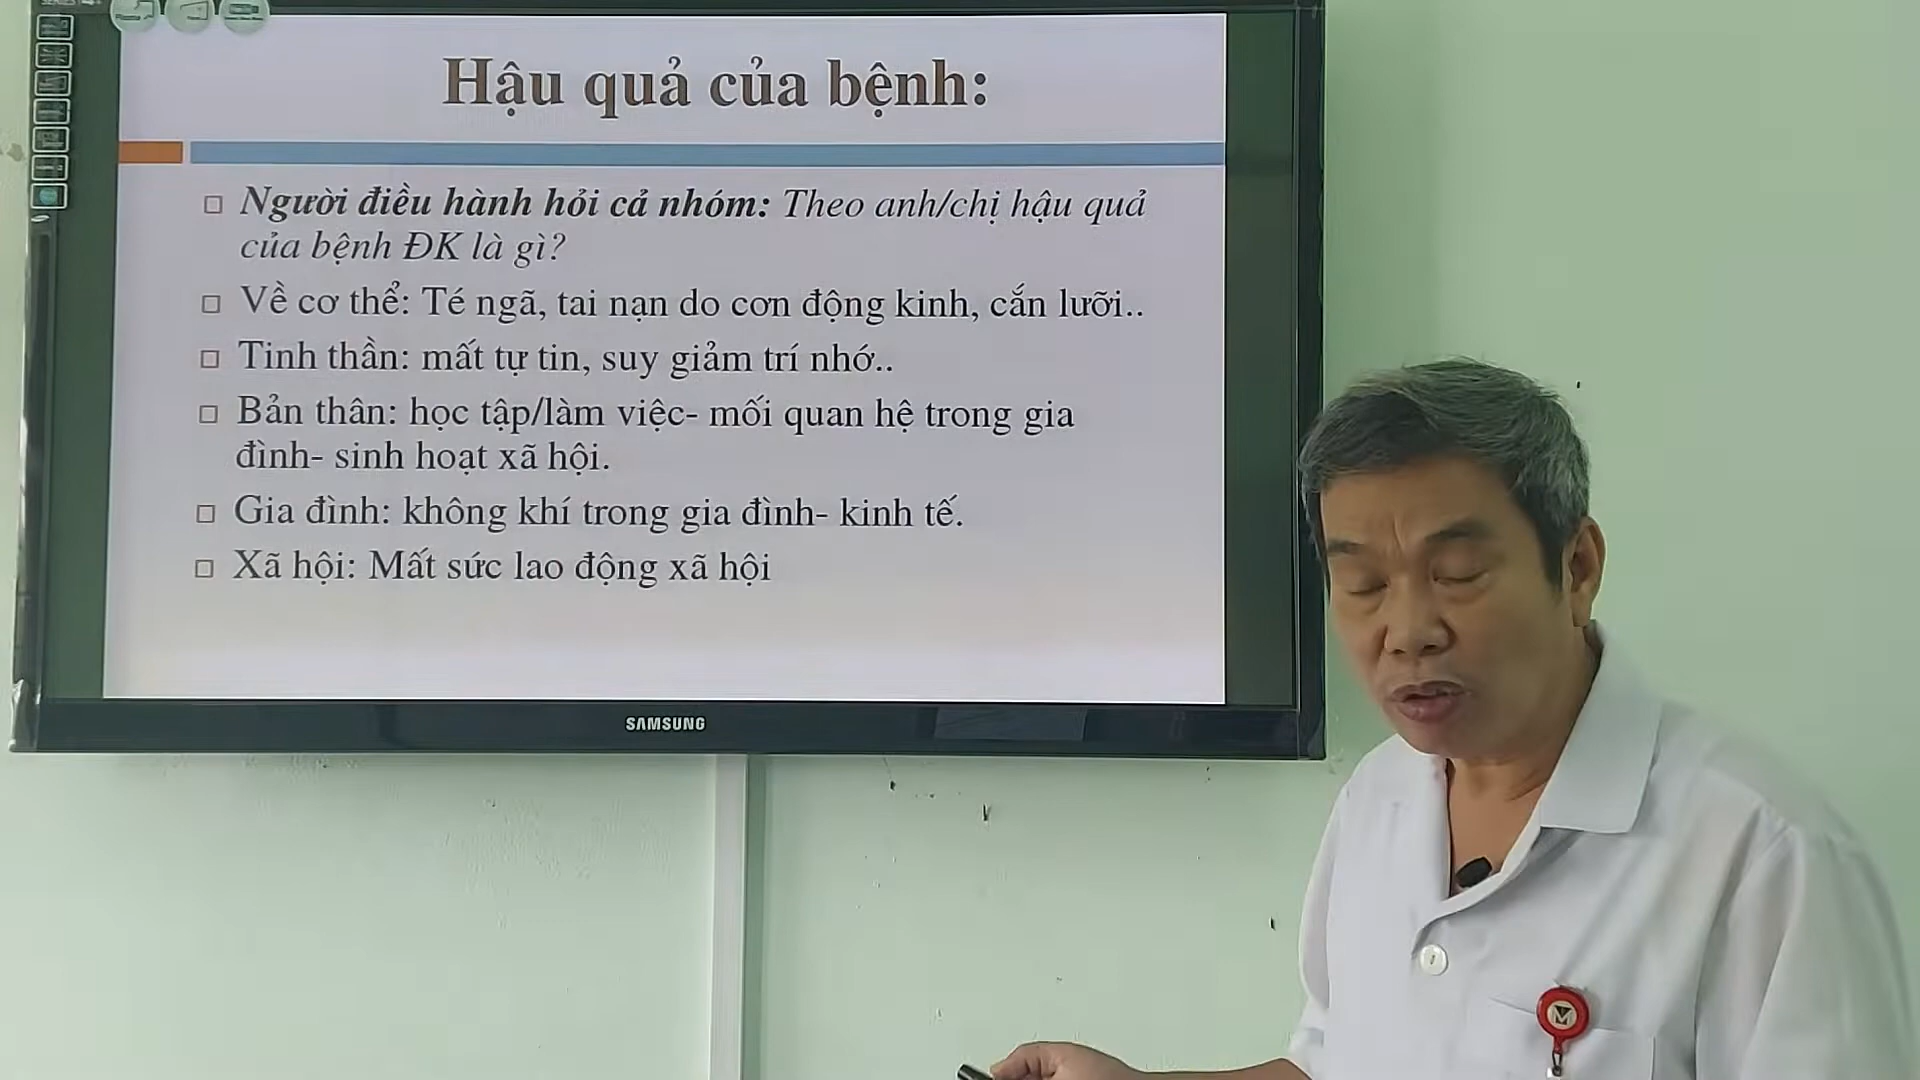 Hậu quả của bệnh:
Người điều hành hỏi cả nhóm: Theo anh/chị hậu quả
của bệnh ĐK là gì?
Về cơ thể: Té ngã, tai nạn do cơn động kinh, cắn lưỡi..
Tinh thần: mất tự tin, suy giảm trí nhớ..
Bản thân: học tập/làm việc- mối quan hệ trong gia
đình- sinh hoạt xã hội.
Gia đình: không khí trong gia đình- kinh tế.
Xã hội: Mất sức lao động xã hội
SAMSUNG